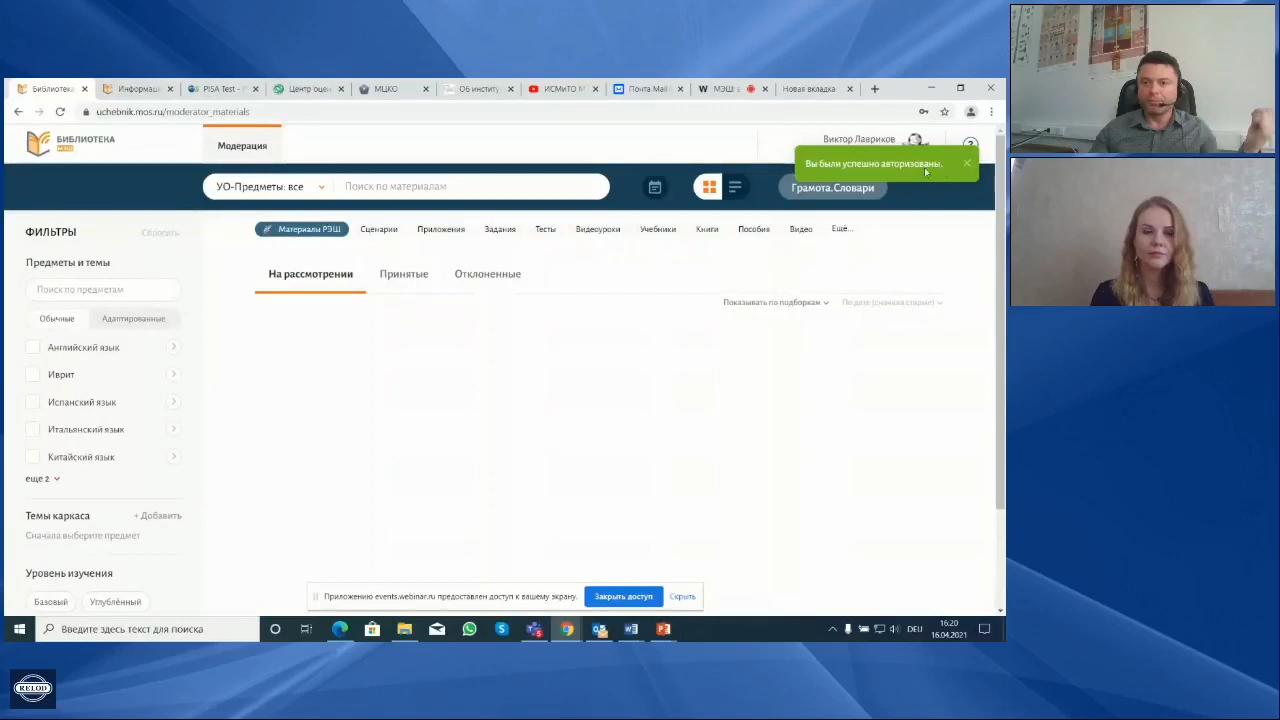 Библиотека
Информаци
PISA Test - P
Центр оцен
МЦКО
Об институ
ИСМиТО М
Почта Mail
МЭШ: в
Новая вкладка
uchebnik.mos.ru/moderator_materials
БИБЛИОТЕКА
МЭШ
Модерация
Виктор Лавриков
?
Вы были успешно авторизованы.
УО-Предметы: все
Поиск по материалам
Грамота.Словари
ФИЛЬТРЫ
Сбросить
Материалы РЭШ
Сценарии
Приложения
Задания
Тесты
Видеоуроки
Учебники
Книги
Пособия
Видео
Ещё...
Предметы и темы
Поиск по предметам
На рассмотрении
Принятые
Отклоненные
Показывать по подборкам
По дате (сначала старые)
Обычные
Адаптированные
Английский язык
Иврит
Испанский язык
Итальянский язык
Китайский язык
еще 2
Темы каркаса
+ Добавить
Сначала выберите предмет
Уровень изучения
Базовый
Углублённый
Приложению events.webinar.ru предоставлен доступ к вашему экрану.
Закрыть доступ
Скрыть
Введите здесь текст для поиска
DEU
16:20
16.04.2021
RELOD